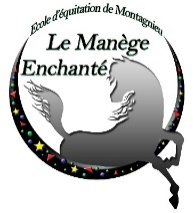 Ecole d'équitation de Montagnieu
Le Manège
Enchanté